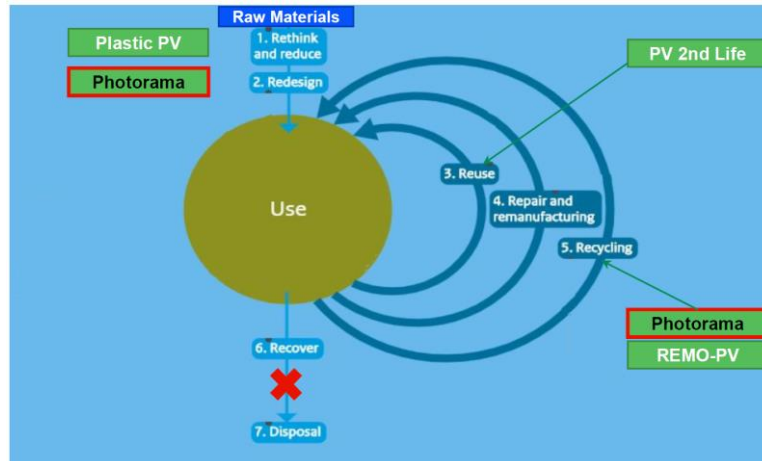 Raw Materials
Plastic PV
1. Rethink
and reduce
PV 2nd Life
Photorama
2. Redesign
3. Reuse
Use
4. Repair and
remanufacturing
5. Recycling
Photorama
6. Recover
REMO-PV
7. Disposal